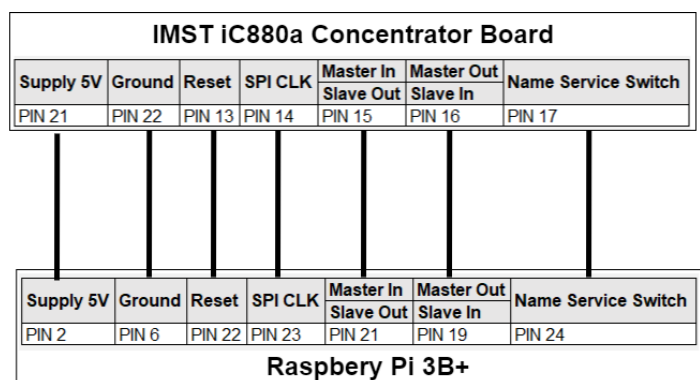 IMST iC880a Concentrator Board
Supply 5V Ground Reset SPI CLK Master In Slave Out Master Out Slave In Name Service Switch
PIN 21 PIN 22 PIN 13 PIN 14 PIN 15 PIN 16 PIN 17
Supply 5V Ground Reset SPI CLK Master In Slave Out Master Out Slave In Name Service Switch
PIN 2 PIN 6 PIN 22 PIN 23 PIN 21 PIN 19 PIN 24
Raspbery Pi 3B+